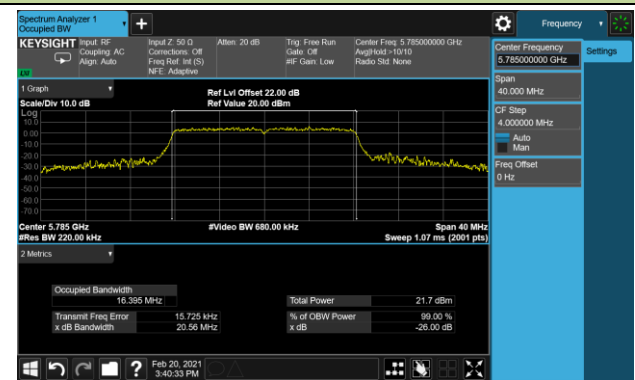 Spectrum Analyzer 1
Occupied BW
+
Frequency
KEYSIGHT
Input: RF
Coupling: AC
Align: Auto
Input Z: 50 Ω
Corrections: Off
Freq Ref: Int (S)
NFE: Adaptive
Atten: 20 dB
Trig: Free Run
Gate: Off
#IF Gain: Low
Center Freq: 5.785000000 GHz
Avg|Hold:>10/10
Radio Std: None
Center Frequency
5.785000000 GHz
Settings
Span
40.000 MHz
CF Step
4.000000 MHz
Auto
Man
Freq Offset
0 Hz
1 Graph
Scale/Div 10.0 dB
Ref Lvl Offset 22.00 dB
Ref Value 20.00 dBm
Log
10.0
0.00
-10.0
-20.0
-30.0
-40.0
-50.0
-60.0
-70.0
Center 5.785 GHz
#Res BW 220.00 kHz
#Video BW 680.00 kHz
Span 40 MHz
Sweep 1.07 ms (2001 pts)
2 Metrics
Occupied Bandwidth
16.395 MHz
Total Power 21.7 dBm
Transmit Freq Error 15.725 kHz
% of OBW Power 99.00 %
x dB Bandwidth 20.56 MHz
x dB -26.00 dB
?
Feb 20, 2021
3:40:33 PM